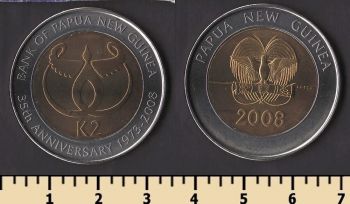 BANK OF PAPUA NEW GUINEA
K2
35th ANNIVERSARY 1973-2008
PAPUA NEW GUINEA
2008
1 2 3 4 5 6 7